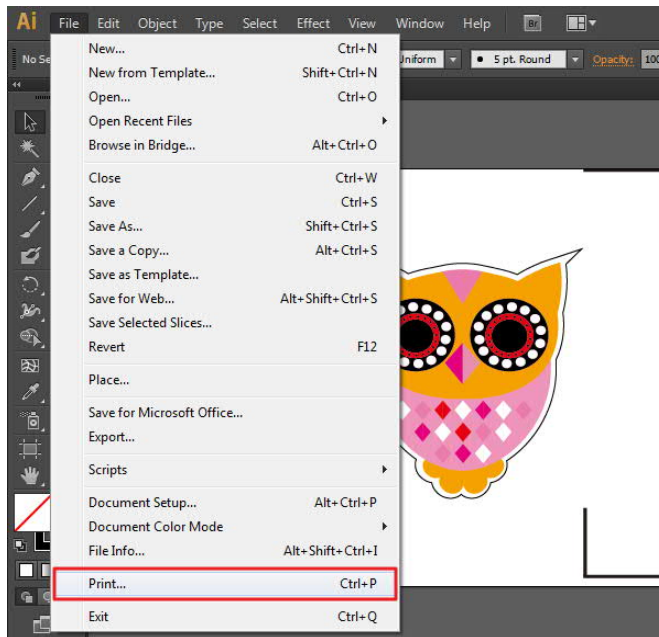 Ai File Edit Object Type Select Effect View Window Help Br
No Se
Uniform 5 pt. Round Opacity: 100
New... Ctrl+N
New from Template... Shift+Ctrl+N
Open... Ctrl+O
Open Recent Files
Browse in Bridge... Alt+Ctrl+O
Close Ctrl+W
Save Ctrl+S
Save As... Shift+Ctrl+S
Save a Copy... Alt+Ctrl+S
Save as Template...
Save for Web... Alt+Shift+Ctrl+S
Save Selected Slices...
Revert F12
Place...
Save for Microsoft Office...
Export...
Scripts
Document Setup... Alt+Ctrl+P
Document Color Mode
File Info... Alt+Shift+Ctrl+I
Print... Ctrl+P
Exit Ctrl+Q